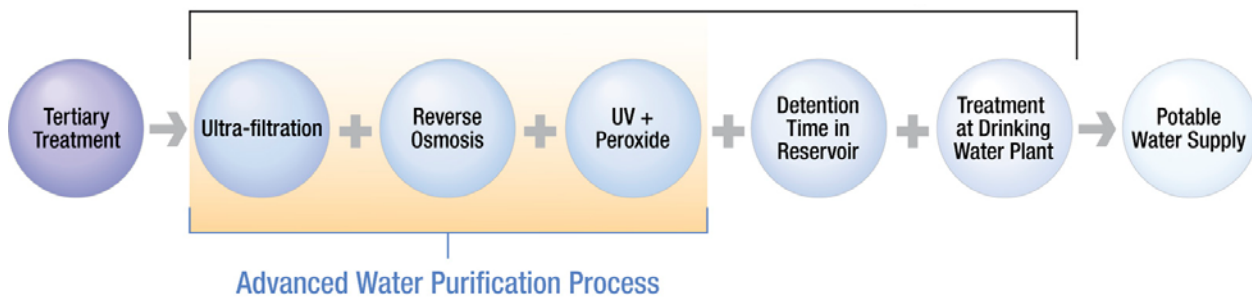 Tertiary
Treatment
Ultra-filtration
Reverse
Osmosis
UV +
Peroxide
Detention
Time in
Reservoir
Treatment
at Drinking
Water Plant
Potable
Water Supply
Advanced Water Purification Process